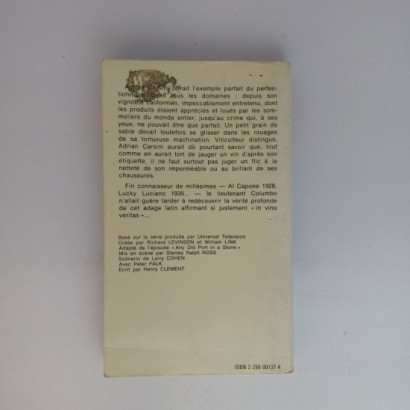 offrait l'exemple parfait du perfec-
tous les domaines : depuis son
vignoble californien, impeccablement entretenu, dont
les produits étaient appréciés et loués par les som-
meliers du monde entier, jusqu'au crime qui, à ses
yeux, ne pouvait être que parfait. Un petit grain de
sable devait toutefois se glisser dans les rouages
de sa tortueuse machination. Viticulteur distingué,
Adrian Carsini aurait dû pourtant savoir que, tout
comme on aurait tort de jauger un vin d'après son
étiquette, il ne faut surtout pas juger un flic à la
netteté de son imperméable ou au brillant de ses
chaussures.
Fin connaisseur de millésimes — Al Capone 1928,
Lucky Luciano 1935... — le lieutenant Columbo
n'allait guère tarder à redécouvrir la vérité profonde
de cet adage latin affirmant si justement « in vino
veritas »...
Basé sur la série produite par Universal Television
Créée par Richard LEVINSON et William LINK
Adapté de l'épisode « Any Old Port in a Storm »
Mis en scène par Stanley Ralph ROSS
Scénario de Larry COHEN
Avec Peter FALK
Écrit par Henry CLEMENT
ISBN 2-258-00137-4